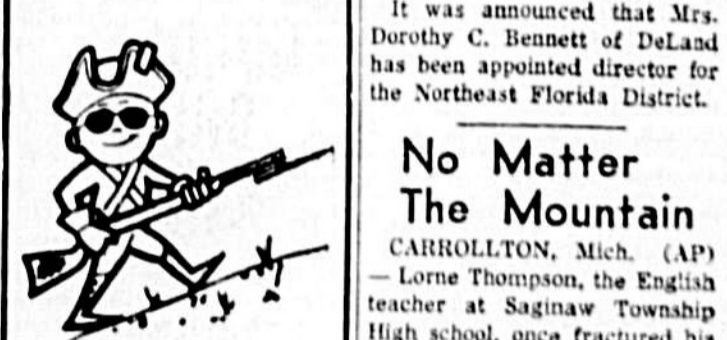 It was announced that Mrs.
Dorothy C. Bennett of DeLand
has been appointed director for
the Northeast Florida District.
No Matter
The Mountain
CARROLLTON, Mich. (AP)
— Lorne Thompson, the English
teacher at Saginaw Township
High school, once fractured his